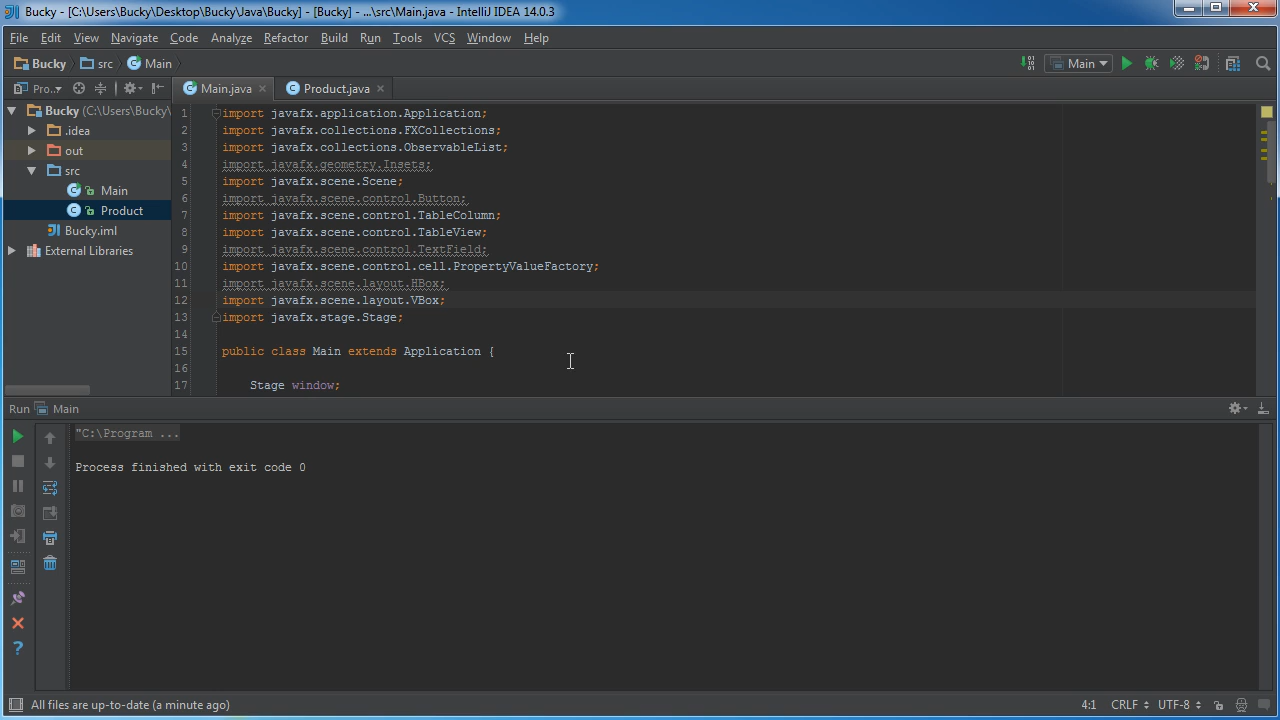 Bucky - [C:\Users\Bucky\Desktop\Bucky\Java\Bucky] - [Bucky] - ...\src\Main.java - IntelliJ IDEA 14.0.3
File Edit View Navigate Code Analyze Refactor Build Run Tools VCS Window Help
Bucky src Main Main
Pro.. Main.java Product.java
Bucky (C:\Users\Bucky\
.idea
out
src
Main
Product
Bucky.iml
External Libraries
1 import javafx.application.Application;
2 import javafx.collections.FXCollections;
3 import javafx.collections.ObservableList;
4 import javafx.geometry.Insets;
5 import javafx.scene.Scene;
6 import javafx.scene.control.Button;
7 import javafx.scene.control.TableColumn;
8 import javafx.scene.control.TableView;
9 import javafx.scene.control.TextField;
10 import javafx.scene.control.cell.PropertyValueFactory;
11 import javafx.scene.layout.HBox;
12 import javafx.scene.layout.VBox;
13 import javafx.stage.Stage;
14
15 public class Main extends Application {
16
17 Stage window;
Run Main
"C:\Program ...
Process finished with exit code 0
All files are up-to-date (a minute ago) 4:1 CRLF UTF-8